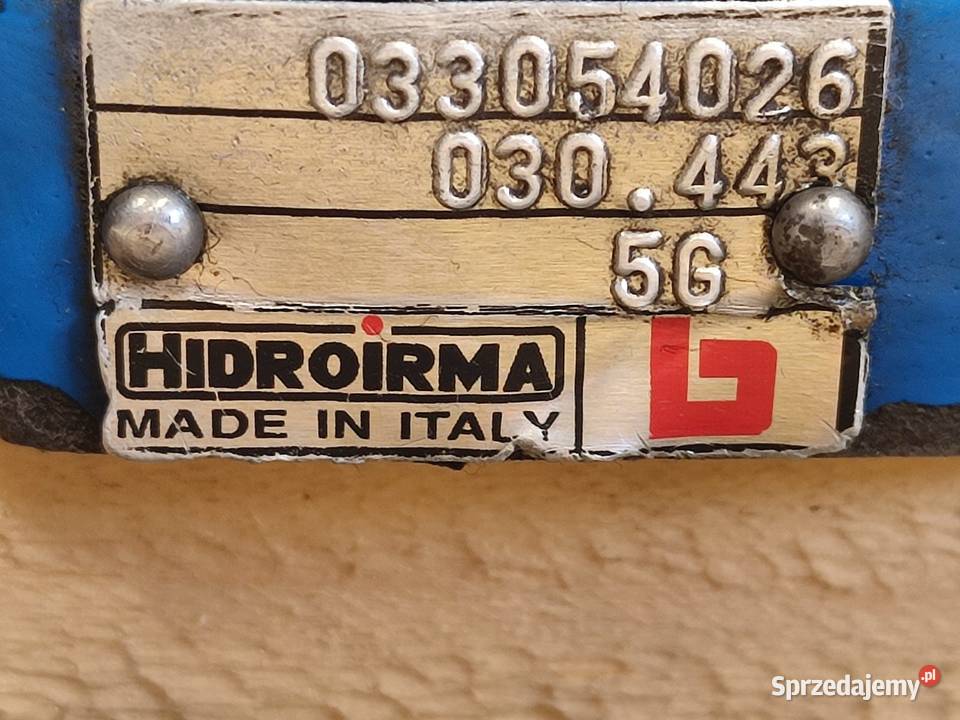 033054026
030.443
5G
HIDROIRMA
MADE IN ITALY
Sprzedajemy.pl